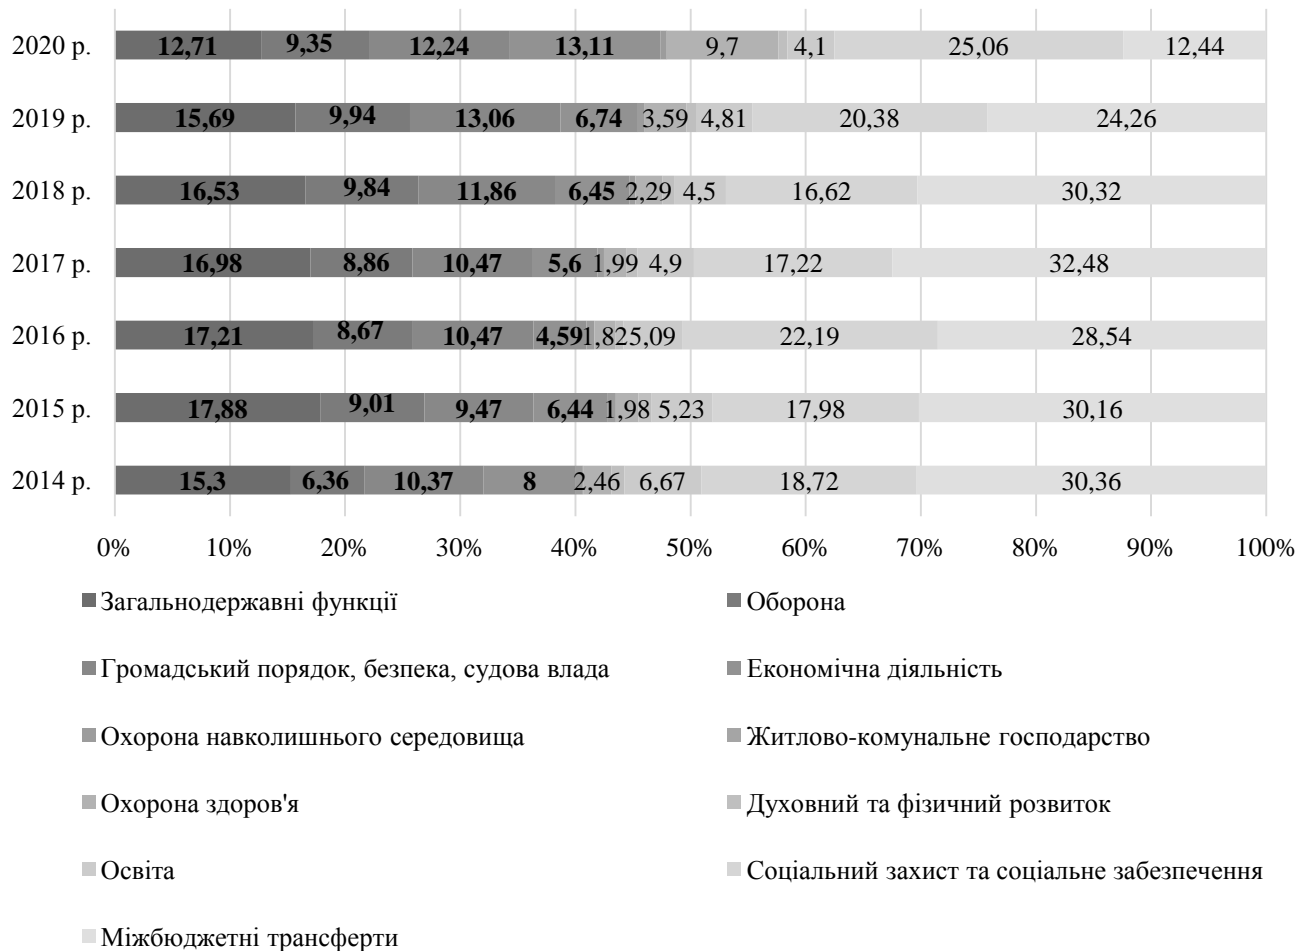 2020 р. 12,71 9,35 12,24 13,11 9,7 4,1 25,06 12,44
2019 р. 15,69 9,94 13,06 6,74 3,59 4,81 20,38 24,26
2018 р. 16,53 9,84 11,86 6,45 2,29 4,5 16,62 30,32
2017 р. 16,98 8,86 10,47 5,6 1,99 4,9 17,22 32,48
2016 р. 17,21 8,67 10,47 4,59 1,82 5,09 22,19 28,54
2015 р. 17,88 9,01 9,47 6,44 1,98 5,23 17,98 30,16
2014 р. 15,3 6,36 10,37 8 2,46 6,67 18,72 30,36
0% 10% 20% 30% 40% 50% 60% 70% 80% 90% 100%
Загальнодержавні функції Оборона
Громадський порядок, безпека, судова влада Економічна діяльність
Охорона навколишнього середовища Житлово-комунальне господарство
Охорона здоров'я Духовний та фізичний розвиток
Освіта Соціальний захист та соціальне забезпечення
Міжбюджетні трансферти